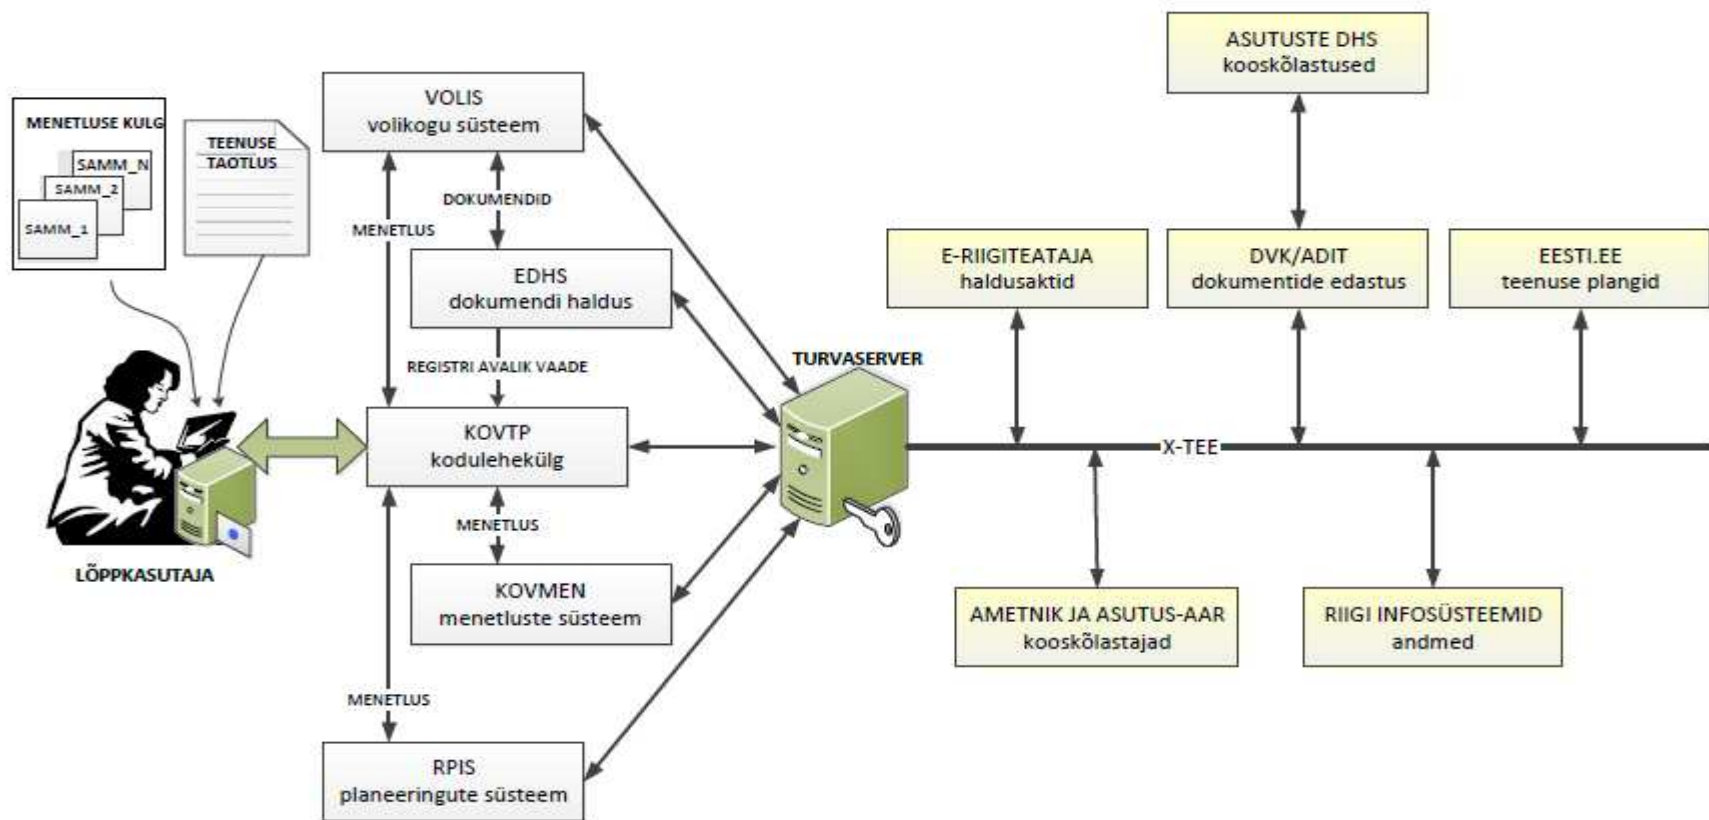 MENETLUSE KULG
SAMM_N
SAMM_2
SAMM_1
TEENUSE
TAOTLUS
LÕPPKASUTAJA
VOLIS
volikogu süsteem
DOKUMENDID
MENETLUS
EDHS
dokumendi haldus
REGISTRI AVALIK VAADE
KOVTP
kodulehekülg
MENETLUS
KOVMEN
menetluste süsteem
MENETLUS
RPIS
planeeringute süsteem
TURVASERVER
X-TEE
ASUTUSTE DHS
kooskõlastused
E-RIIGITEATAJA
haldusaktid
DVK/ADIT
dokumentide edastus
EESTI.EE
teenuse plangid
AMETNIK JA ASUTUS-AAR
kooskõlastajad
RIIGI INFOSÜSTEEMID
andmed